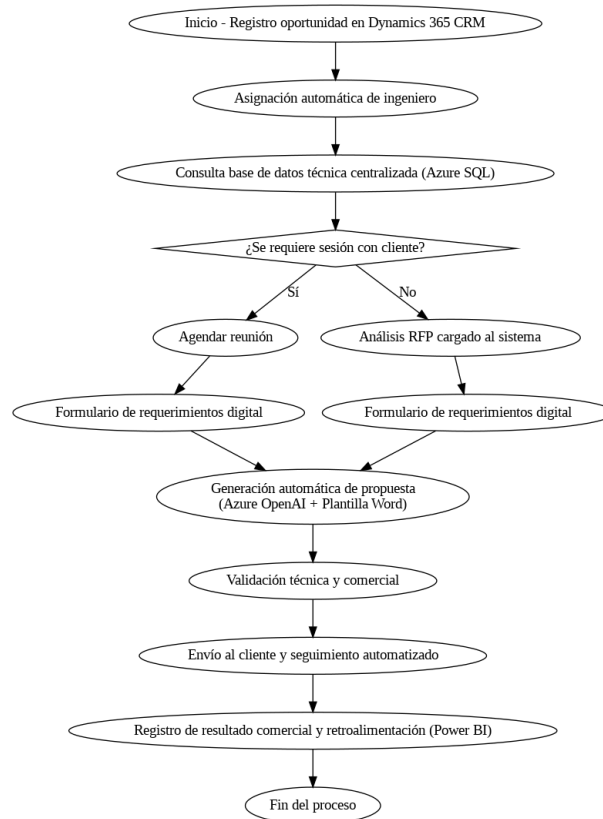 Inicio - Registro oportunidad en Dynamics 365 CRM
Asignación automática de ingeniero
Consulta base de datos técnica centralizada (Azure SQL)
¿Se requiere sesión con cliente?
Sí
No
Agendar reunión
Análisis RFP cargado al sistema
Formulario de requerimientos digital
Formulario de requerimientos digital
Generación automática de propuesta
(Azure OpenAI + Plantilla Word)
Validación técnica y comercial
Envío al cliente y seguimiento automatizado
Registro de resultado comercial y retroalimentación (Power BI)
Fin del proceso